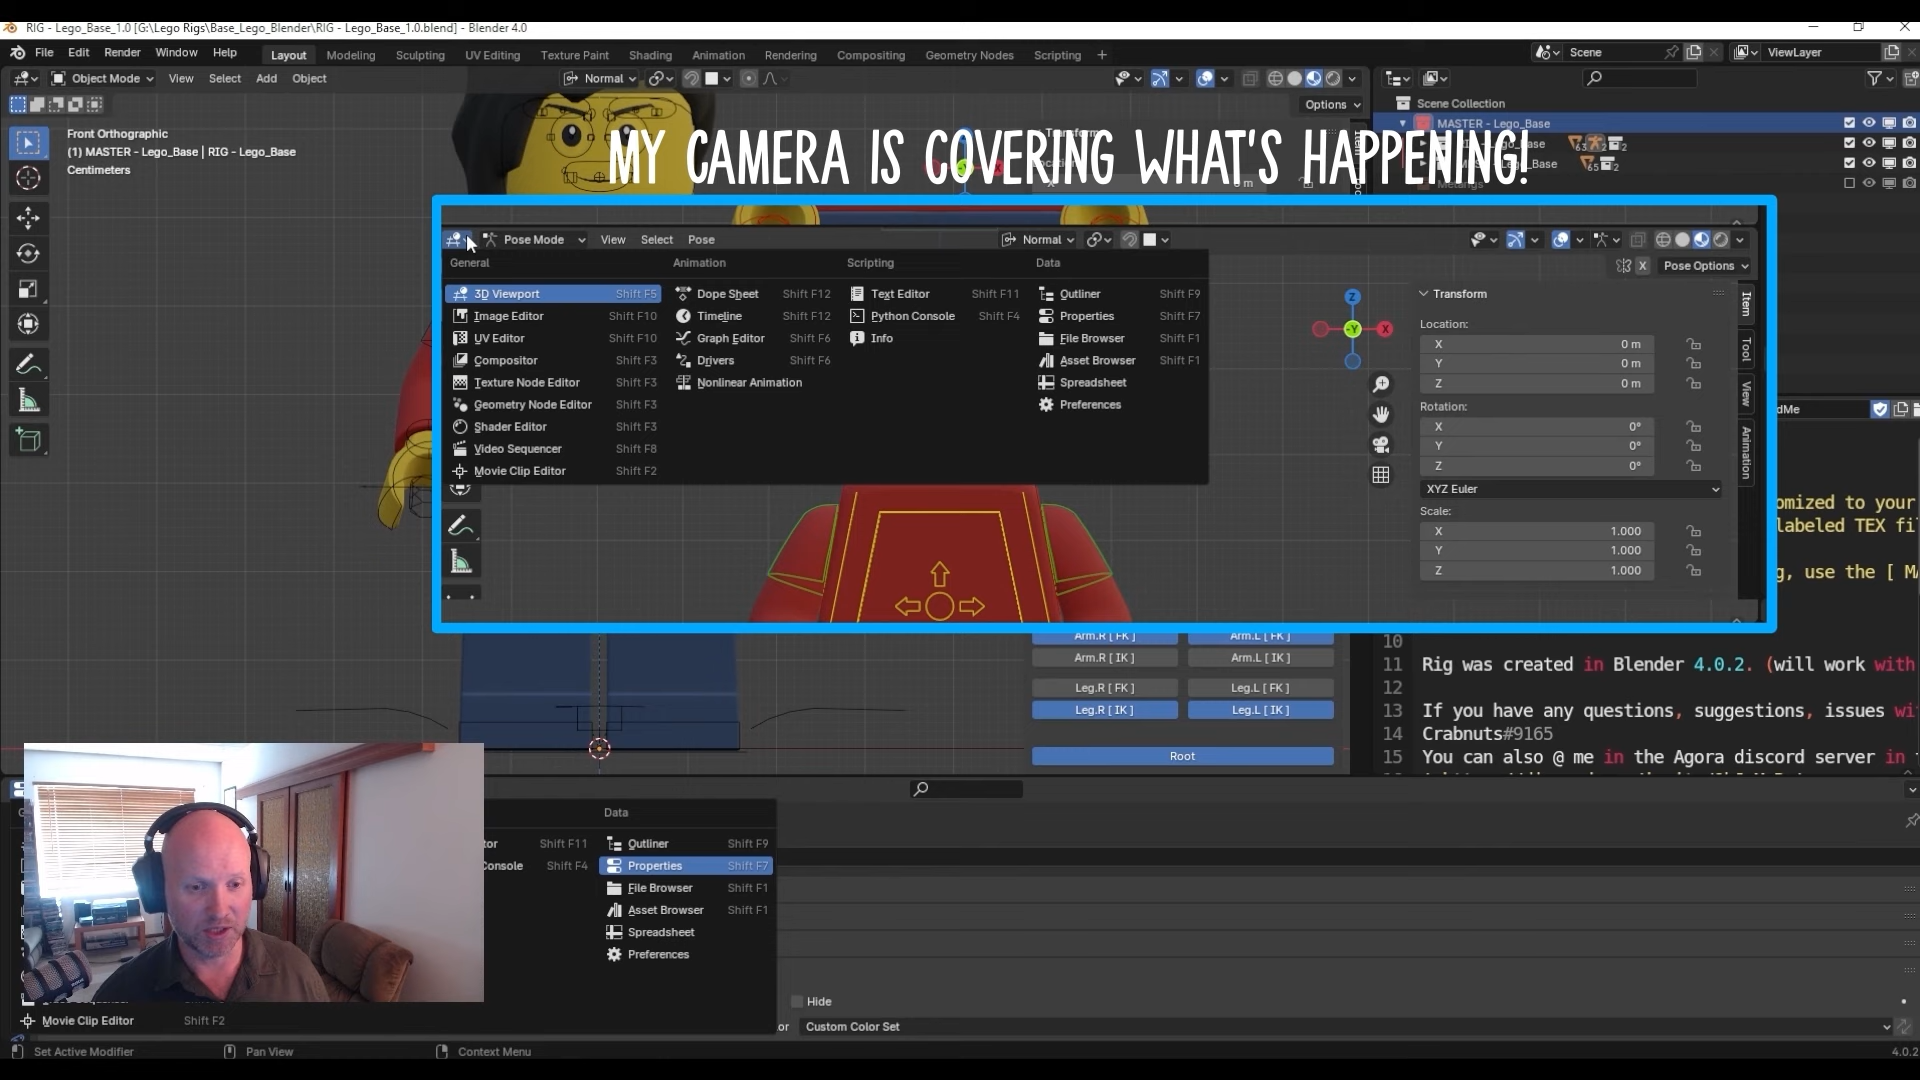 RIG - Lego_Base_1.0 [G:\Lego Rigs\Base_Lego_Blender\RIG - Lego_Base_1.0.blend] - Blender 4.0
File Edit Render Window Help Layout Modeling Sculpting UV Editing Texture Paint Shading Animation Rendering Compositing Geometry Nodes Scripting + Scene ViewLayer
Object Mode View Select Add Object Normal
Options
Scene Collection
MASTER - Lego_Base
Front Orthographic
(1) MASTER - Lego_Base | RIG - Lego_Base
Centimeters
MY CAMERA IS COVERING WHAT'S HAPPENING!
Pose Mode View Select Pose Normal
X Pose Options
General Animation Scripting Data
3D Viewport Shift F5 Dope Sheet Shift F12 Text Editor Shift F11 Outliner Shift F9
Image Editor Shift F10 Timeline Shift F12 Python Console Shift F4 Properties Shift F7
UV Editor Shift F10 Graph Editor Shift F6 Info File Browser Shift F1
Compositor Shift F3 Drivers Shift F6 Asset Browser Shift F1
Texture Node Editor Shift F3 Nonlinear Animation Spreadsheet
Geometry Node Editor Shift F3 Preferences
Shader Editor Shift F3
Video Sequencer Shift F8
Movie Clip Editor Shift F2
Z
-Y X
Transform
Location:
X 0 m
Y 0 m
Z 0 m
Rotation:
X 0°
Y 0°
Z 0°
XYZ Euler
Scale:
X 1.000
Y 1.000
Z 1.000
Item
Tool
View
Animation
dMe
omized to your
labeled TEX fi
g, use the [ M
Arm.R [ FK ] Arm.L [ FK ]
Arm.R [ IK ] Arm.L [ IK ]
Leg.R [ FK ] Leg.L [ FK ]
Leg.R [ IK ] Leg.L [ IK ]
Root
10
11 Rig was created in Blender 4.0.2. (will work with
12
13 If you have any questions, suggestions, issues wi
14 Crabnuts#9165
15 You can also @ me in the Agora discord server in
Data
tor Shift F11 Outliner Shift F9
Console Shift F4 Properties Shift F7
File Browser Shift F1
Asset Browser Shift F1
Spreadsheet
Preferences
Hide
Movie Clip Editor Shift F2
or Custom Color Set
Set Active Modifier Pan View Context Menu 4.0.2